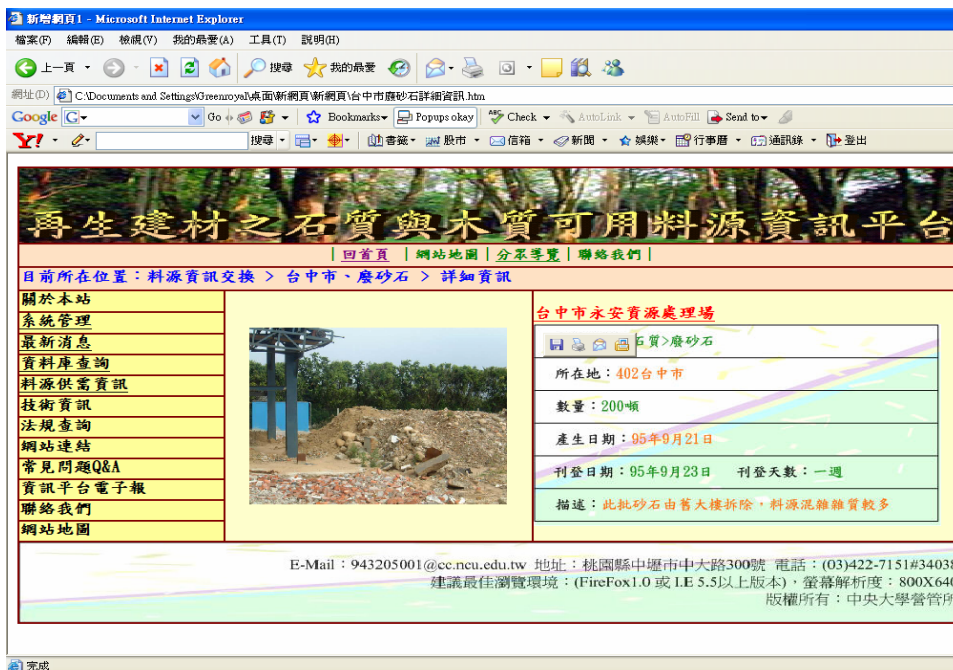 新增網頁1 - Microsoft Internet Explorer
檔案(F) 編輯(E) 檢視(V) 我的最愛(A) 工具(T) 說明(H)
上一頁 搜尋 我的最愛
網址(D) C:\Documents and Settings\Greenroyal\桌面\新網頁\新網頁\台中市廢砂石詳細資訊.htm
Google G Go Bookmarks Popups okay Check AutoLink AutoFill Send to
Y! 搜尋 書籤 股市 信箱 新聞 娛樂 行事曆 通訊錄 登出
再生建材之石質與木質可用料源資訊平台
| 回首頁 | 網站地圖 | 分眾導覽 | 聯絡我們 |
目前所在位置：料源資訊交換 > 台中市、廢砂石 > 詳細資訊
關於本站
系統管理
最新消息
資料庫查詢
料源供需資訊
技術資訊
法規查詢
網站連結
常見問題Q&A
資訊平台電子報
聯絡我們
網站地圖
台中市永安資源處理場
石質>廢砂石
所在地：402台中市
數量：200噸
產生日期：95年9月21日
刊登日期：95年9月23日 刊登天數：一週
描述：此批砂石由舊大樓拆除，料源混雜雜質較多
E-Mail：943205001@cc.ncu.edu.tw 地址：桃園縣中壢市中大路300號 電話：(03)422-7151#34038
建議最佳瀏覽環境：(FireFox1.0 或 I.E 5.5以上版本)，螢幕解析度：800X640
版權所有：中央大學營管所
完成